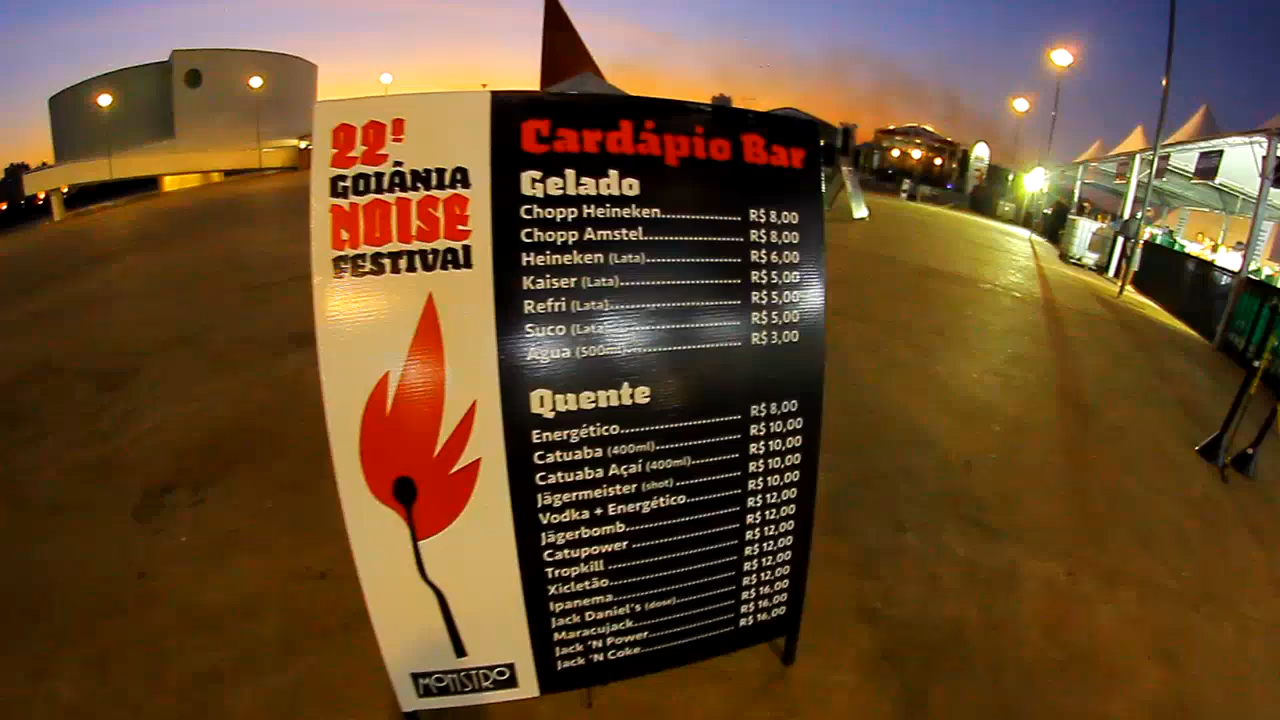 22º
GOIÂNIA
NOISE
FESTIVAL
MONSTRO
Cardápio Bar
Gelado
Chopp Heineken.................. R$ 8,00
Chopp Amstel...................... R$ 8,00
Heineken (Lata)..................... R$ 6,00
Kaiser (Lata).......................... R$ 5,00
Refri (Lata)............................ R$ 5,00
Suco (Lata)............................ R$ 5,00
Água (500ml)......................... R$ 3,00
Quente
Energético........................... R$ 8,00
Catuaba (400ml).................... R$ 10,00
Catuaba Açaí (400ml)............ R$ 10,00
Jägermeister (shot) ............... R$ 10,00
Vodka + Energético.............. R$ 10,00
Jägerbomb........................... R$ 12,00
Catupower .......................... R$ 12,00
Tropkill ............................... R$ 12,00
Xicletão............................... R$ 12,00
Ipanema.............................. R$ 12,00
Jack Daniel's (dose)................ R$ 12,00
Maracujack......................... R$ 16,00
Jack 'N Power...................... R$ 16,00
Jack 'N Coke ....................... R$ 16,00